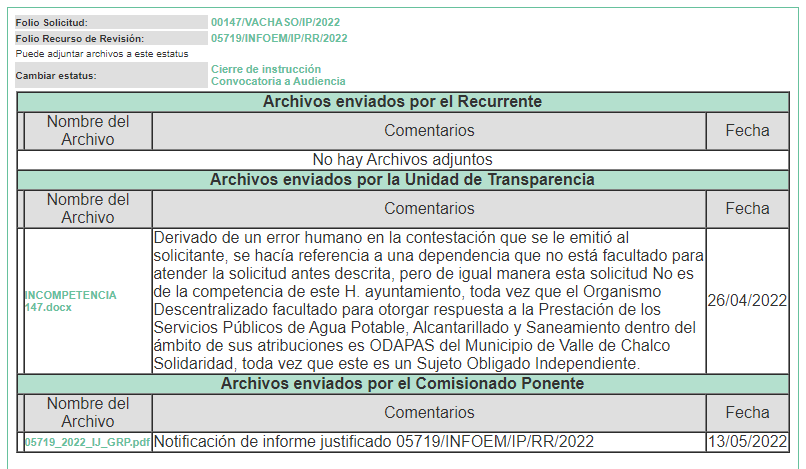 Folio Solicitud: 00147/VACHASO/IP/2022
Folio Recurso de Revisión: 05719/INFOEM/IP/RR/2022
Puede adjuntar archivos a este estatus
Cambiar estatus: Cierre de instrucción
Convocatoria a Audiencia
Archivos enviados por el Recurrente
Nombre del Archivo Comentarios Fecha
No hay Archivos adjuntos
Archivos enviados por la Unidad de Transparencia
Nombre del Archivo Comentarios Fecha
INCOMPETENCIA 147.docx
Derivado de un error humano en la contestación que se le emitió al
solicitante, se hacía referencia a una dependencia que no está facultado para
atender la solicitud antes descrita, pero de igual manera esta solicitud No es
de la competencia de este H. ayuntamiento, toda vez que el Organismo
Descentralizado facultado para otorgar respuesta a la Prestación de los
Servicios Públicos de Agua Potable, Alcantarillado y Saneamiento dentro del
ámbito de sus atribuciones es ODAPAS del Municipio de Valle de Chalco
Solidaridad, toda vez que este es un Sujeto Obligado Independiente.
26/04/2022
Archivos enviados por el Comisionado Ponente
Nombre del Archivo Comentarios Fecha
05719_2022_IJ_GRP.pdf Notificación de informe justificado 05719/INFOEM/IP/RR/2022 13/05/2022